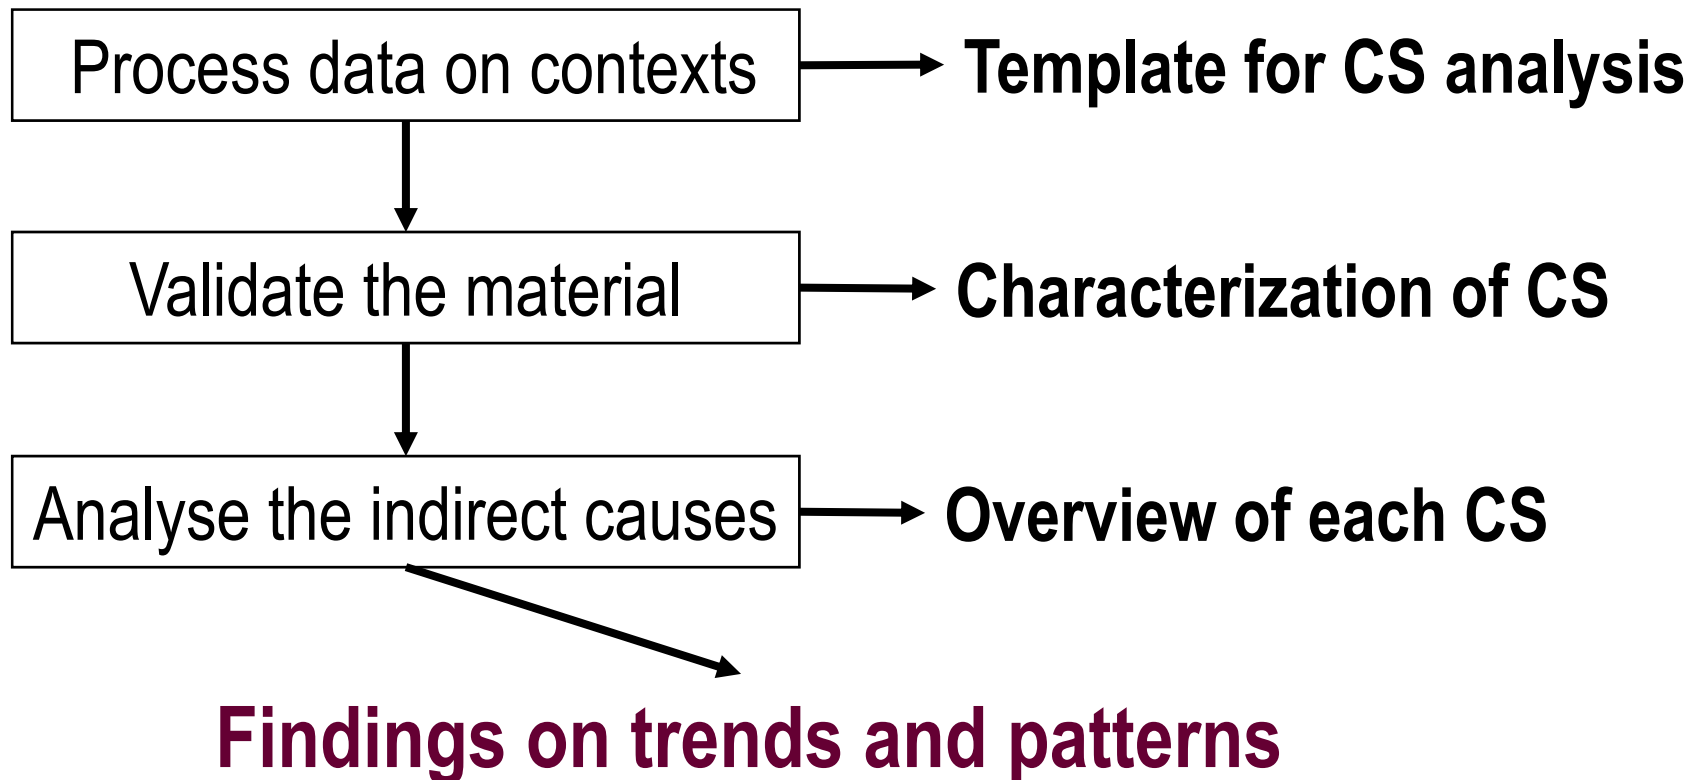 Process data on contexts
Template for CS analysis
Validate the material
Characterization of CS
Analyse the indirect causes
Overview of each CS
Findings on trends and patterns